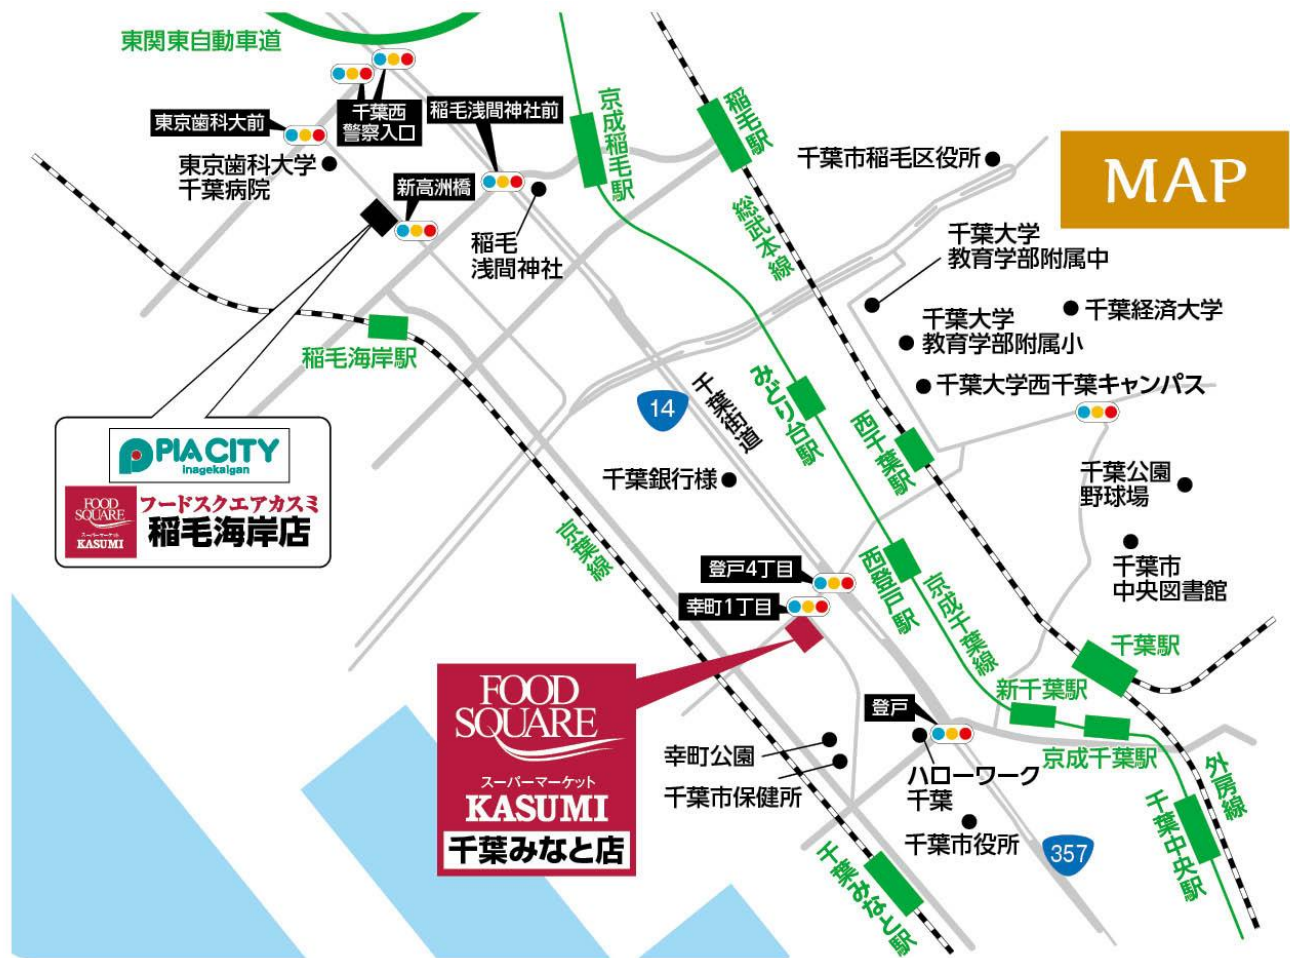 東関東自動車道
千葉西
警察入口
稲毛浅間神社前
東京歯科大前
東京歯科大学
千葉病院
新高洲橋
稲毛
浅間神社
京成稲毛駅
稲毛駅
総武本線
千葉市稲毛区役所
MAP
千葉大学
教育学部附属中
千葉大学
教育学部附属小
千葉経済大学
千葉大学西千葉キャンパス
稲毛海岸駅
14
千葉街道
みどり台駅
西千葉駅
千葉公園
野球場
千葉市
中央図書館
PIA CITY
inagekaigan
FOOD
SQUARE
スーパーマーケット
KASUMI
フードスクエアカスミ
稲毛海岸店
千葉銀行様
京葉線
登戸4丁目
幸町1丁目
西登戸駅
京成千葉線
千葉駅
新千葉駅
京成千葉駅
登戸
FOOD
SQUARE
スーパーマーケット
KASUMI
千葉みなと店
幸町公園
千葉市保健所
ハローワーク
千葉
千葉市役所
357
外房線
千葉中央駅
千葉みなと駅